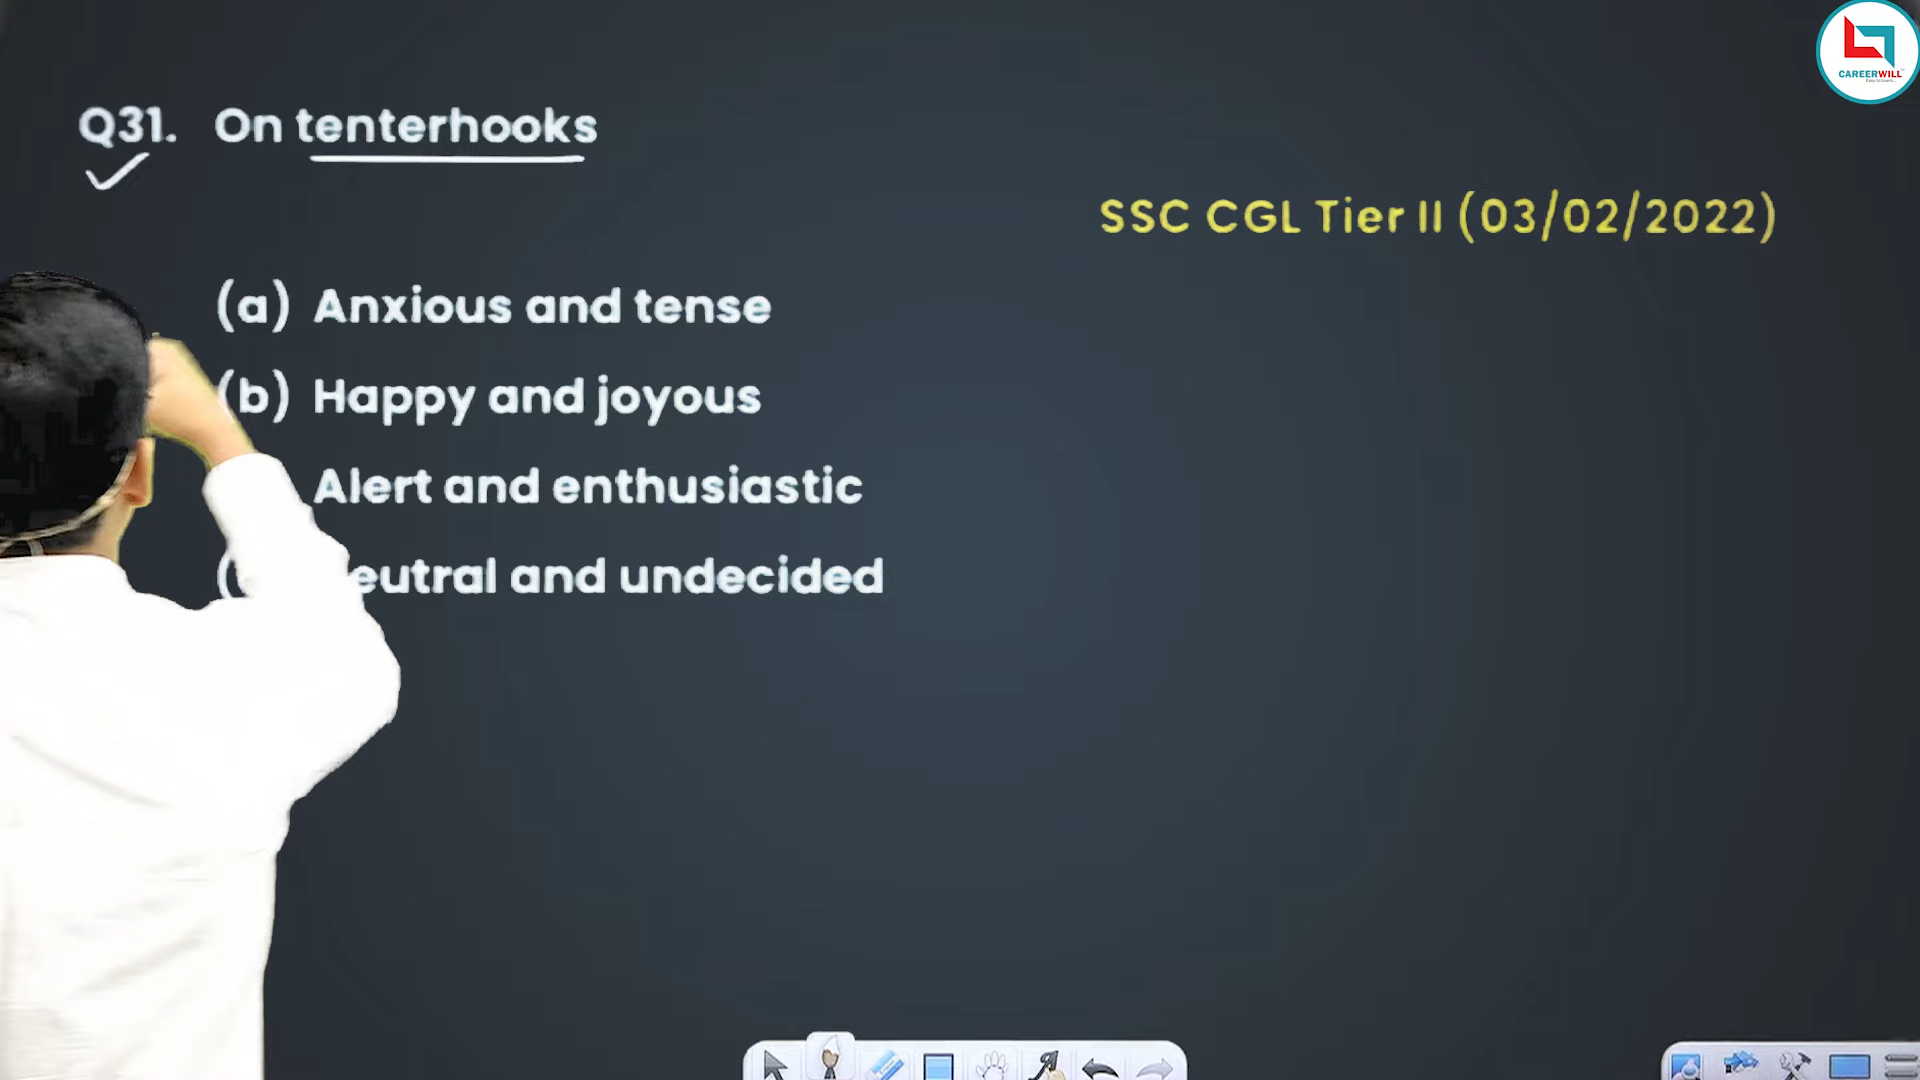 CAREERWILL
Q31. On tenterhooks
SSC CGL Tier II (03/02/2022)
(a) Anxious and tense
(b) Happy and joyous
Alert and enthusiastic
and undecided